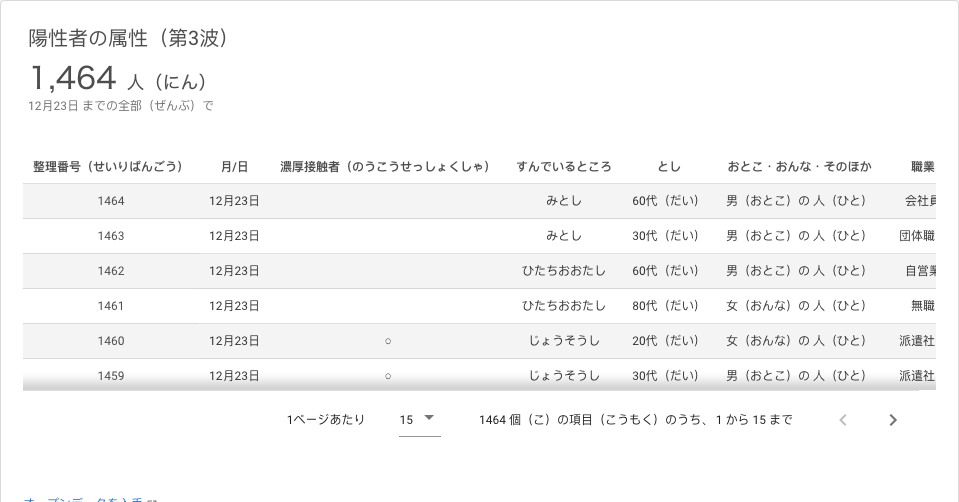 陽性者の属性（第3波）
1,464 人（にん）
12月23日 までの全部（ぜんぶ）で
整理番号（せいりばんごう） 月/日 濃厚接触者（のうこうせっしょくしゃ） すんでいるところ とし おとこ・おんな・そのほか 職業
1464 12月23日 みとし 60代（だい） 男（おとこ）の 人（ひと） 会社員
1463 12月23日 みとし 30代（だい） 男（おとこ）の 人（ひと） 団体職
1462 12月23日 ひたちおおたし 60代（だい） 男（おとこ）の 人（ひと） 自営業
1461 12月23日 ひたちおおたし 80代（だい） 女（おんな）の 人（ひと） 無職
1460 12月23日 ○ じょうそうし 20代（だい） 女（おんな）の 人（ひと） 派遣社
1459 12月23日 ○ じょうそうし 30代（だい） 男（おとこ）の 人（ひと） 派遣社
1ページあたり 15 1464 個（こ）の項目（こうもく）のうち、1 から 15 まで
オープンデータを入手